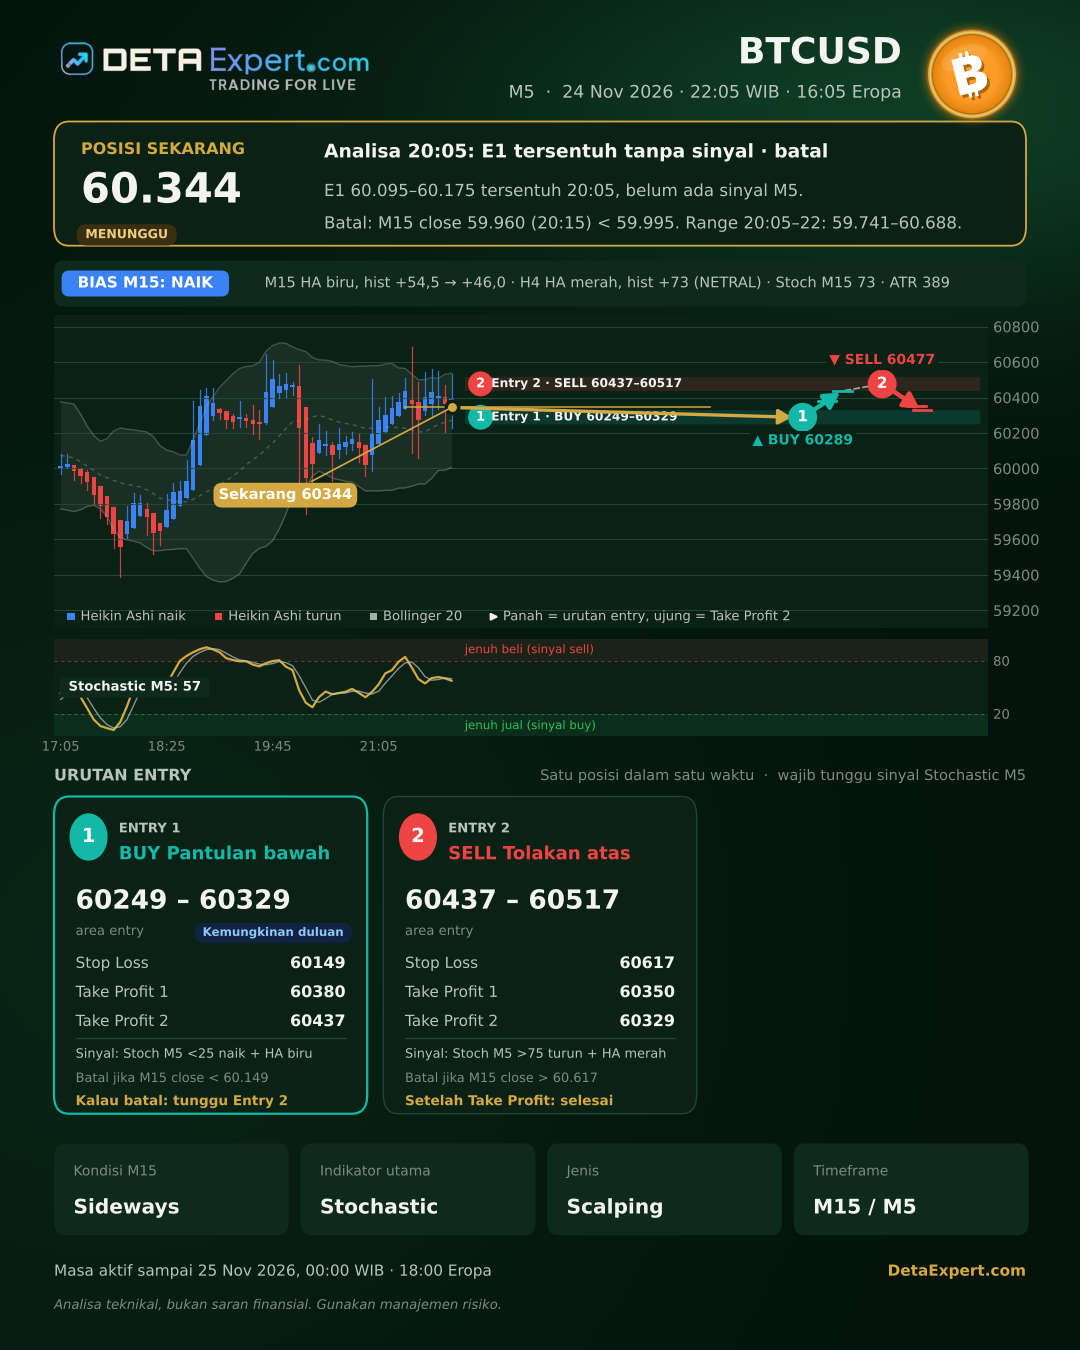 DETA Expert.com
TRADING FOR LIVE
BTCUSD
M5 · 24 Nov 2026 · 22:05 WIB · 16:05 Eropa
POSISI SEKARANG
60.344
MENUNGGU
Analisa 20:05: E1 tersentuh tanpa sinyal · batal
E1 60.095–60.175 tersentuh 20:05, belum ada sinyal M5.
Batal: M15 close 59.960 (20:15) < 59.995. Range 20:05–22: 59.741–60.688.
BIAS M15: NAIK
M15 HA biru, hist +54,5 → +46,0 · H4 HA merah, hist +73 (NETRAL) · Stoch M15 73 · ATR 389
60800
60600
60400
60200
60000
59800
59600
59400
59200
▼ SELL 60477
2 Entry 2 · SELL 60437–60517
2
1 Entry 1 · BUY 60249–60329
1
▲ BUY 60289
Sekarang 60344
Heikin Ashi naik
Heikin Ashi turun
Bollinger 20
Panah = urutan entry, ujung = Take Profit 2
jenuh beli (sinyal sell)
80
Stochastic M5: 57
20
jenuh jual (sinyal buy)
17:05 18:25 19:45 21:05
URUTAN ENTRY
Satu posisi dalam satu waktu · wajib tunggu sinyal Stochastic M5
1
ENTRY 1
BUY Pantulan bawah
60249 – 60329
area entry
Kemungkinan duluan
Stop Loss 60149
Take Profit 1 60380
Take Profit 2 60437
Sinyal: Stoch M5 <25 naik + HA biru
Batal jika M15 close < 60.149
Kalau batal: tunggu Entry 2
2
ENTRY 2
SELL Tolakan atas
60437 – 60517
area entry
Stop Loss 60617
Take Profit 1 60350
Take Profit 2 60329
Sinyal: Stoch M5 >75 turun + HA merah
Batal jika M15 close > 60.617
Setelah Take Profit: selesai
Kondisi M15
Sideways
Indikator utama
Stochastic
Jenis
Scalping
Timeframe
M15 / M5
Masa aktif sampai 25 Nov 2026, 00:00 WIB · 18:00 Eropa
DetaExpert.com
Analisa teknikal, bukan saran finansial. Gunakan manajemen risiko.